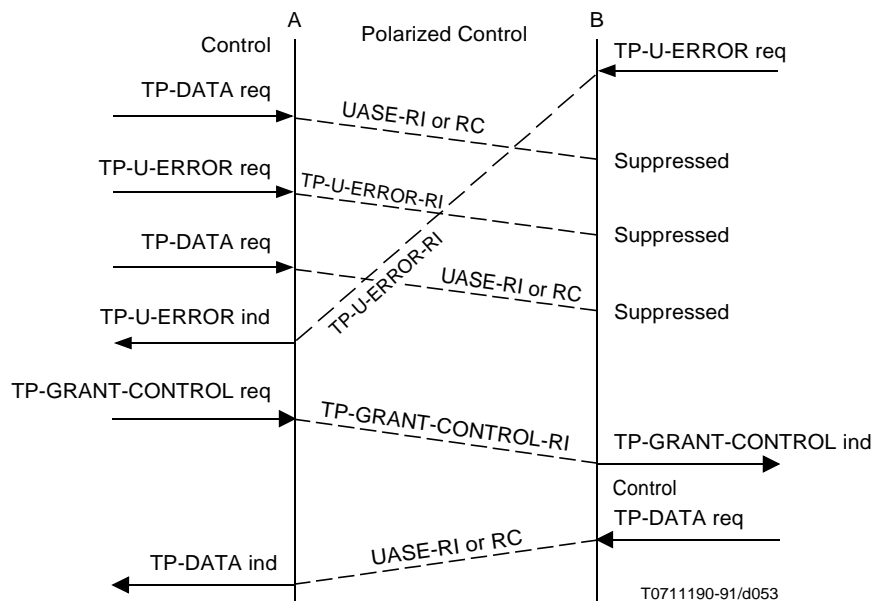 A
B
Control
Polarized Control
TP-U-ERROR req
TP-DATA req
UASE-RI or RC
Suppressed
TP-U-ERROR req
TP-U-ERROR-RI
Suppressed
TP-DATA req
TP-U-ERROR-RI
UASE-RI or RC
Suppressed
TP-U-ERROR ind
TP-GRANT-CONTROL req
TP-GRANT-CONTROL-RI
TP-GRANT-CONTROL ind
Control
TP-DATA req
UASE-RI or RC
TP-DATA ind
T0711190-91/d053